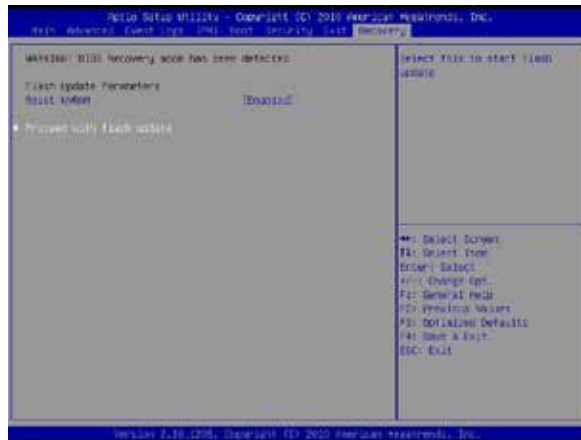 Aptio Setup Utility - Copyright (C) 2010 American Megatrends, Inc.
Main Advanced Event Logs IPMI Boot Security Exit Recovery
WARNING! BIOS Recovery mode has been detected
Flash Update Parameters
Reset NVRAM [Enabled]
Proceed with flash update
Select this to start flash
update
: Select Screen
: Select Item
Enter: Select
+/-: Change Opt.
F1: General Help
F2: Previous Values
F3: Optimized Defaults
F4: Save & Exit
ESC: Exit
Version 2.10.1208. Copyright (C) 2010 American Megatrends, Inc.